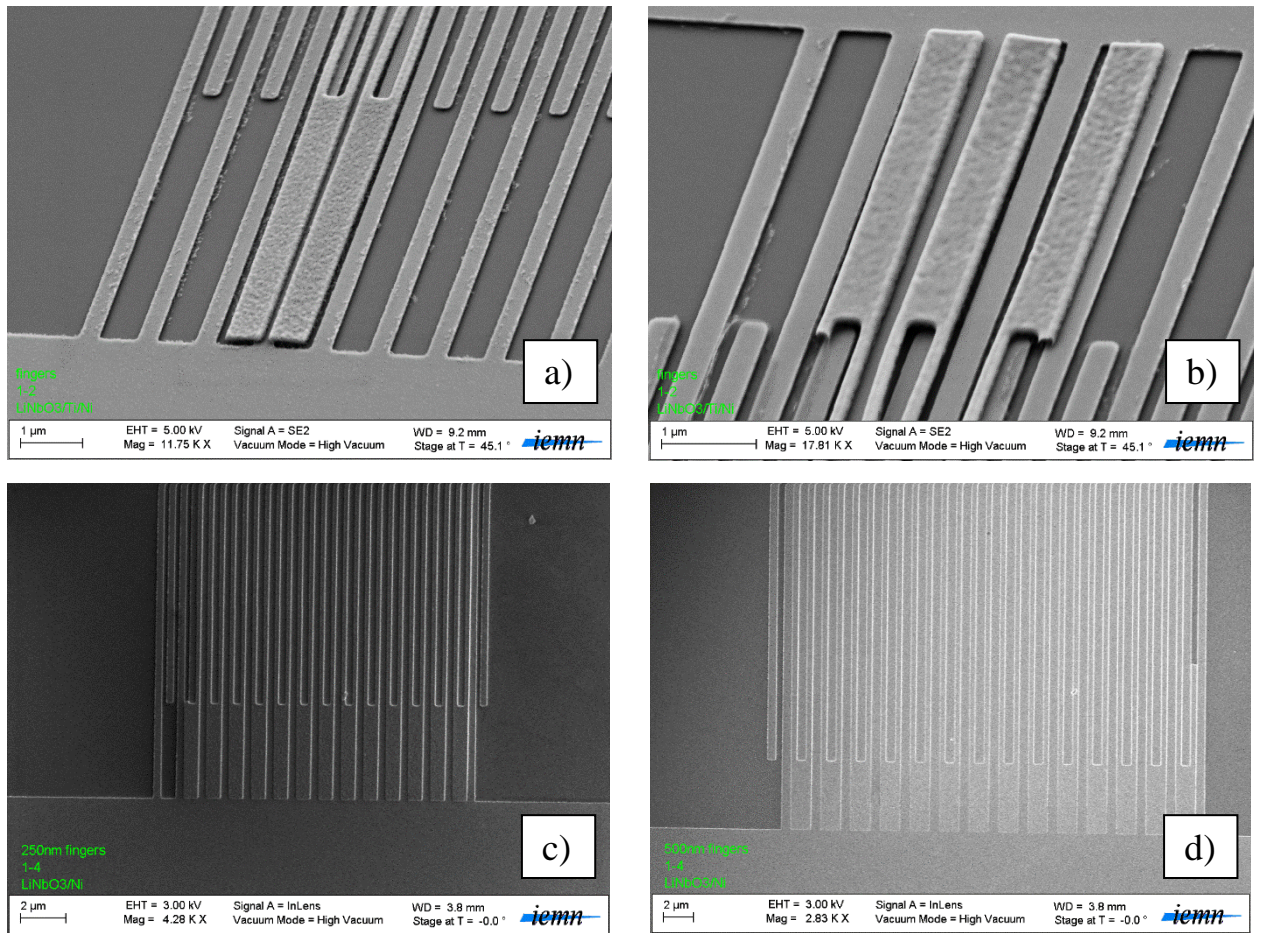 a)
fingers
1-2
LiNbO3/Ti/Ni
1 µm
EHT = 5.00 kV
Mag = 11.75 K X
Signal A = SE2
Vacuum Mode = High Vacuum
WD = 9.2 mm
Stage at T = 45.1 °
iemn
b)
fingers
LiNbO3/Ti/Ni
1 µm
EHT = 5.00 kV
Mag = 17.81 K X
Signal A = SE2
Vacuum Mode = High Vacuum
WD = 9.2 mm
Stage at T = 45.1 °
iemn
c)
250nm fingers
1-4
LiNbO3/Ni
2 µm
EHT = 3.00 kV
Mag = 4.28 K X
Signal A = InLens
Vacuum Mode = High Vacuum
WD = 3.8 mm
Stage at T = -0.0 °
iemn
d)
500nm fingers
1-4
LiNbO3/Ni
2 µm
EHT = 3.00 kV
Mag = 2.83 K X
Signal A = InLens
Vacuum Mode = High Vacuum
WD = 3.8 mm
Stage at T = -0.0 °
iemn